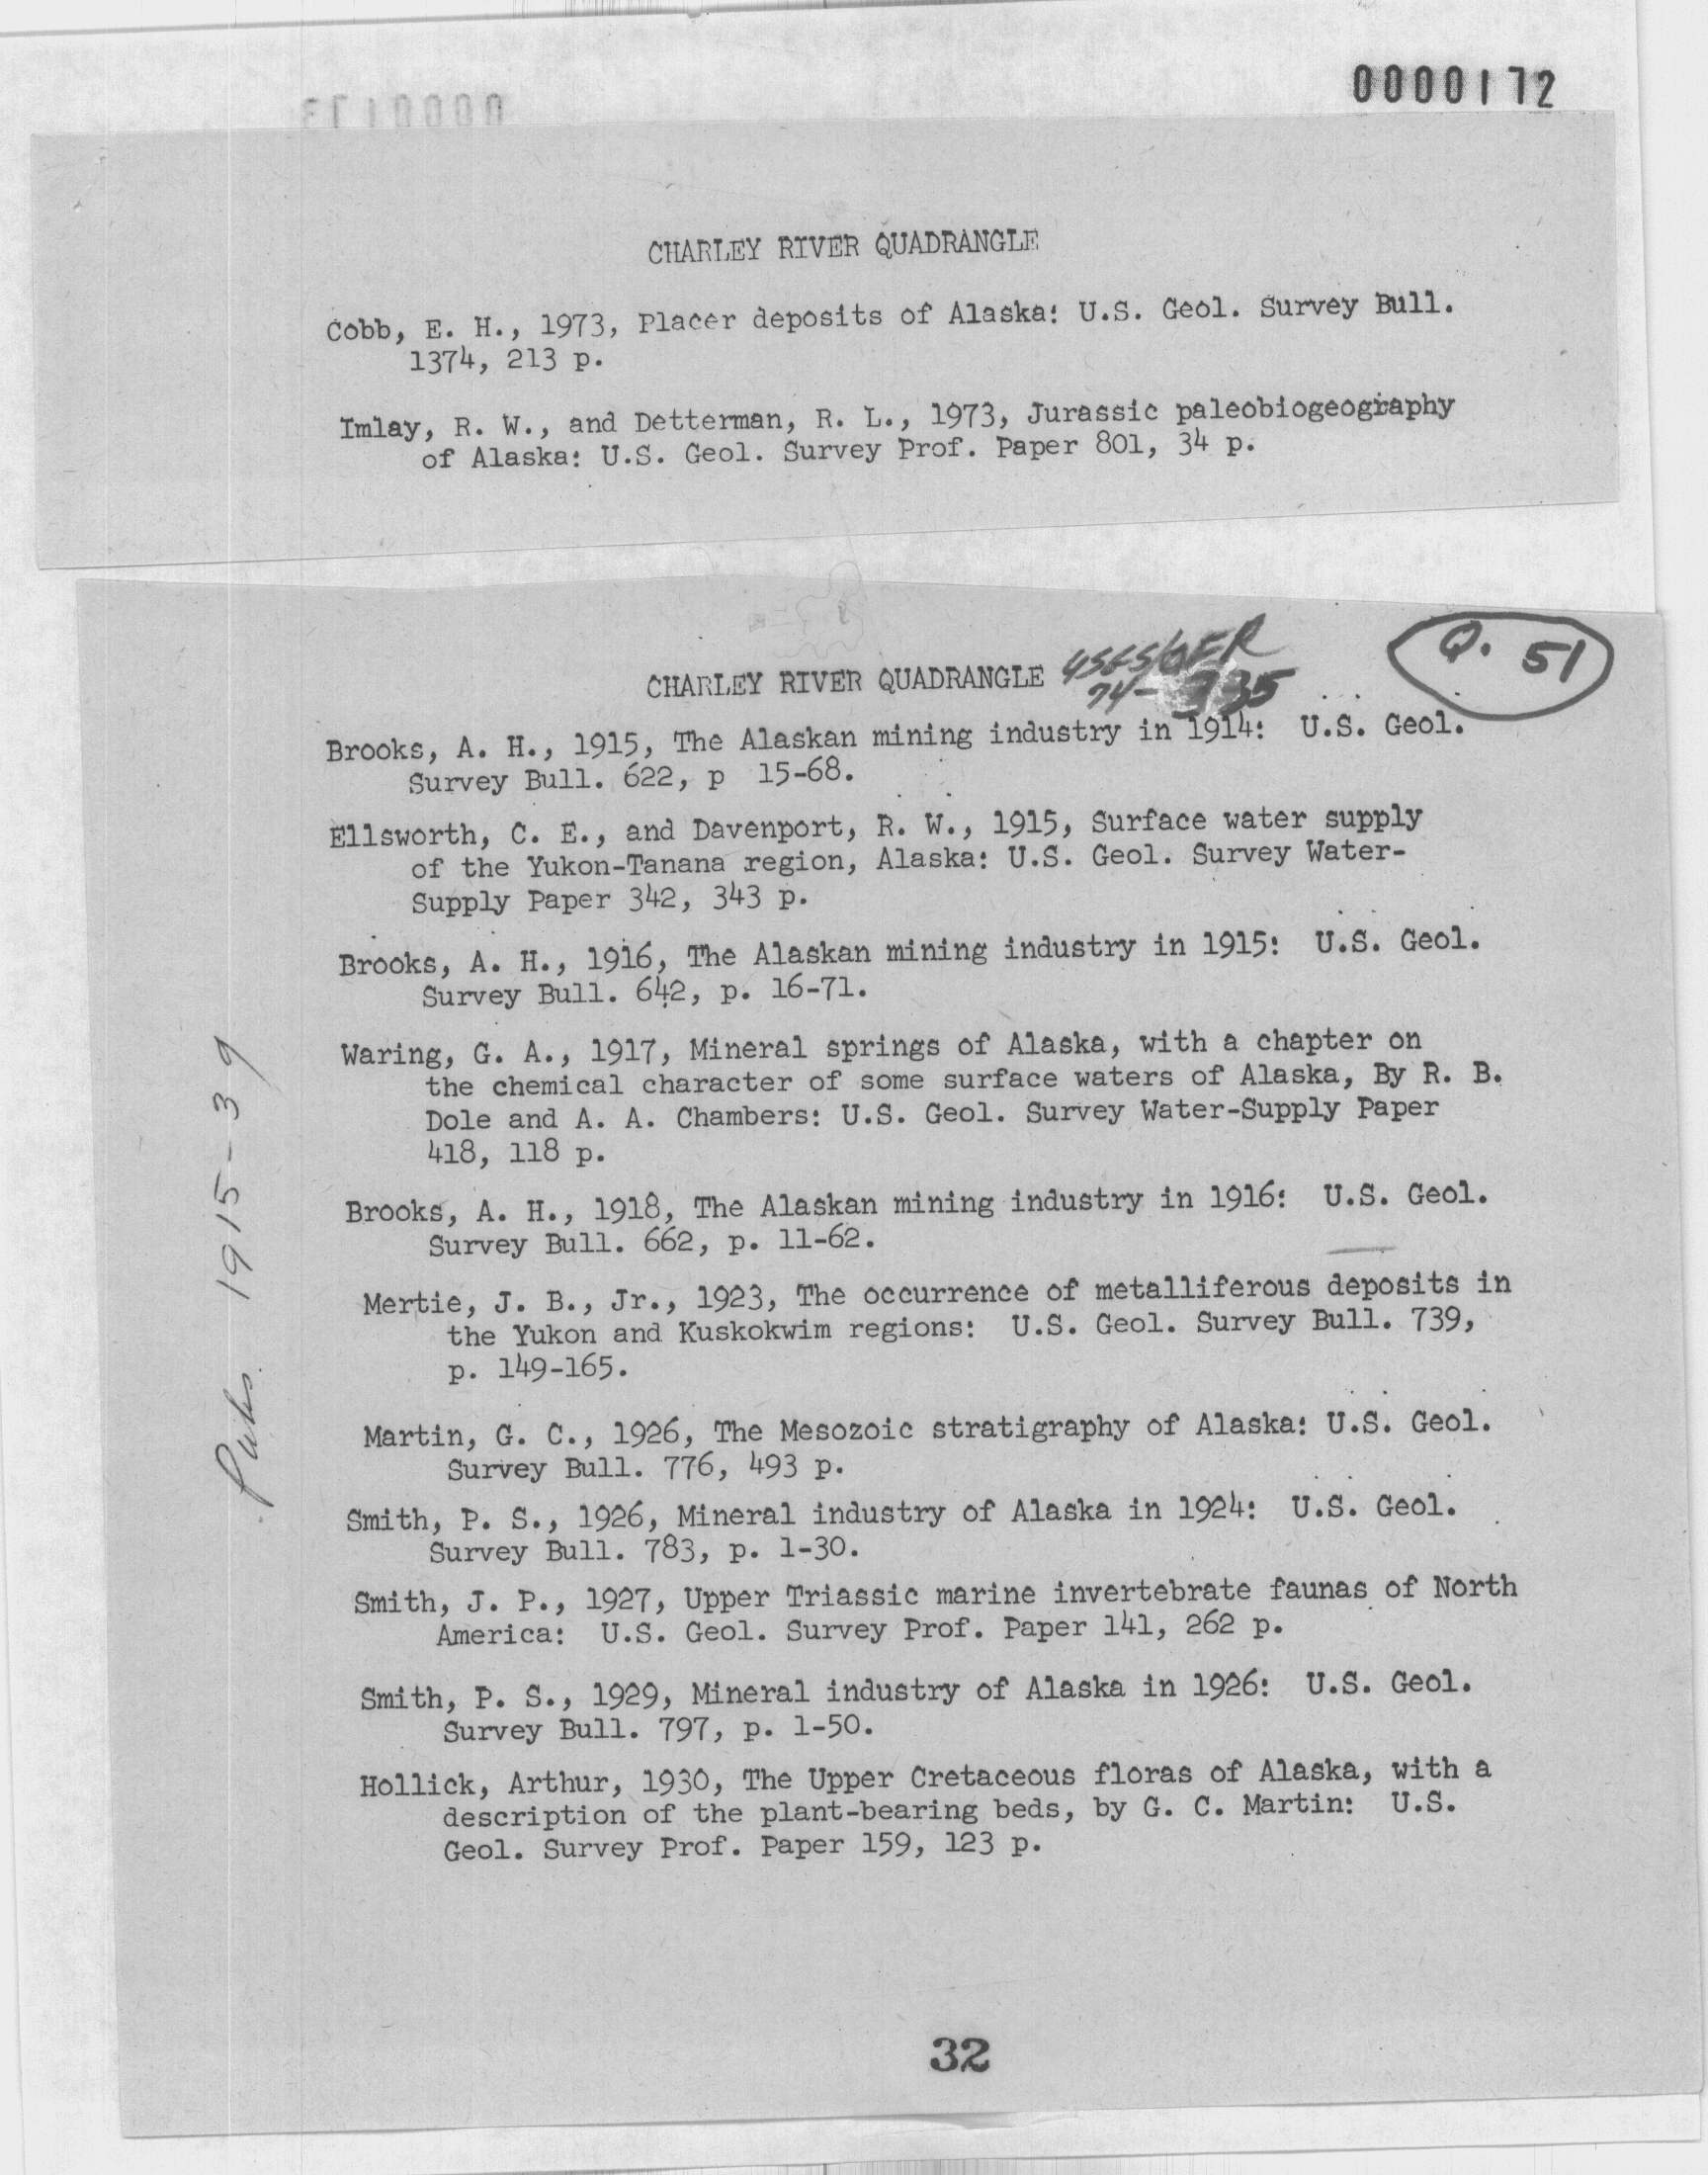 0000172
CHARLEY RIVER QUADRANGLE
Cobb, E. H., 1973, Placer deposits of Alaska: U.S. Geol. Survey Bull.
1374, 213 p.
Imlay, R. W., and Detterman, R. L., 1973, Jurassic paleobiogeography
of Alaska: U.S. Geol. Survey Prof. Paper 801, 34 p.
Q. 51
USGS/OFR
74-335
CHARLEY RIVER QUADRANGLE
Brooks, A. H., 1915, The Alaskan mining industry in 1914: U.S. Geol.
Survey Bull. 622, p 15-68.
Ellsworth, C. E., and Davenport, R. W., 1915, Surface water supply
of the Yukon-Tanana region, Alaska: U.S. Geol. Survey Water-
Supply Paper 342, 343 p.
Brooks, A. H., 1916, The Alaskan mining industry in 1915: U.S. Geol.
Survey Bull. 642, p. 16-71.
Waring, G. A., 1917, Mineral springs of Alaska, with a chapter on
the chemical character of some surface waters of Alaska, By R. B.
Dole and A. A. Chambers: U.S. Geol. Survey Water-Supply Paper
418, 118 p.
Brooks, A. H., 1918, The Alaskan mining industry in 1916: U.S. Geol.
Survey Bull. 662, p. 11-62.
Mertie, J. B., Jr., 1923, The occurrence of metalliferous deposits in
the Yukon and Kuskokwim regions: U.S. Geol. Survey Bull. 739,
p. 149-165.
Martin, G. C., 1926, The Mesozoic stratigraphy of Alaska: U.S. Geol.
Survey Bull. 776, 493 p.
Smith, P. S., 1926, Mineral industry of Alaska in 1924: U.S. Geol.
Survey Bull. 783, p. 1-30.
Smith, J. P., 1927, Upper Triassic marine invertebrate faunas of North
America: U.S. Geol. Survey Prof. Paper 141, 262 p.
Smith, P. S., 1929, Mineral industry of Alaska in 1926: U.S. Geol.
Survey Bull. 797, p. 1-50.
Hollick, Arthur, 1930, The Upper Cretaceous floras of Alaska, with a
description of the plant-bearing beds, by G. C. Martin: U.S.
Geol. Survey Prof. Paper 159, 123 p.
Pubs. 1915-39
32